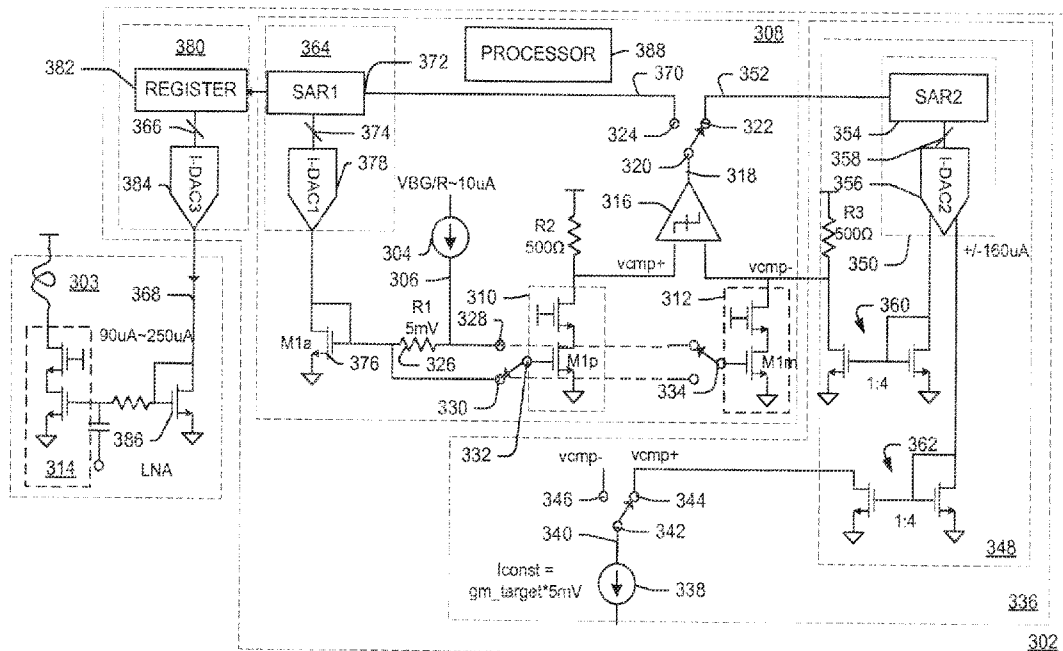 380
364
PROCESSOR
388
308
382
REGISTER
SAR1
372
370
352
SAR2
366
374
324
322
354
320
358
I-DAC3
I-DAC1
378
I-DAC2
384
VBG/R~10uA
318
356
316
R3
500Ω
R2
500Ω
304
+/-160uA
306
350
vcmp+
vcmp-
303
368
310
312
360
90uA~250uA
R1
5mV
328
M1a
376
326
M1p
M1m
330
334
1:4
386
332
314
LNA
362
vcmp-
vcmp+
346
344
340
342
1:4
348
Iconst =
gm_target*5mV
338
336
302